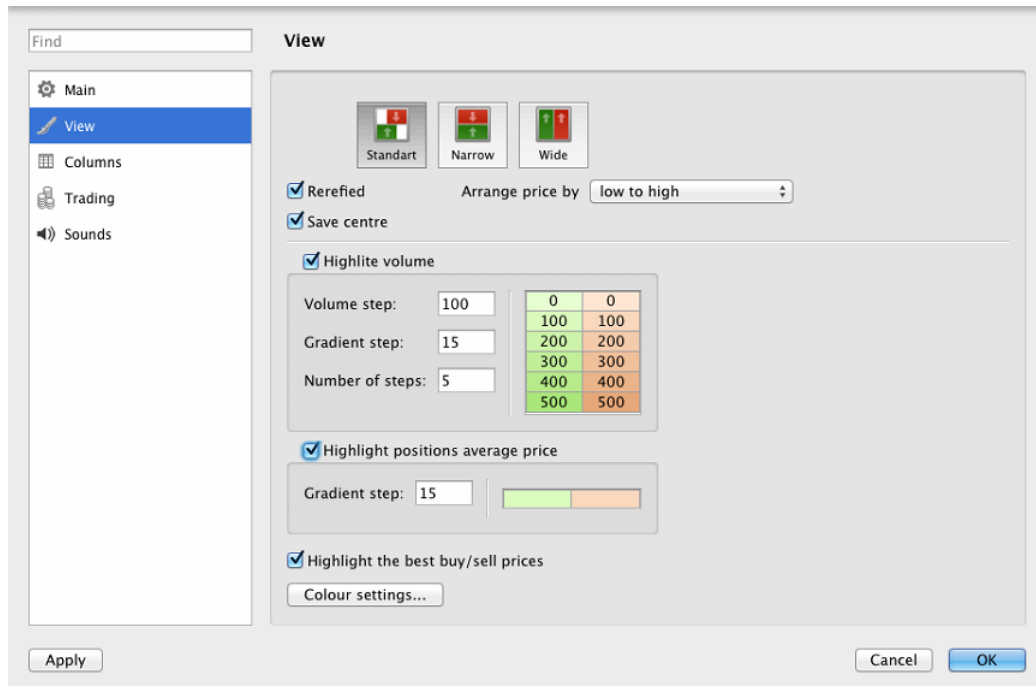 Find
View
Main
View
Columns
Trading
Sounds
Standart Narrow Wide
Rerefied Arrange price by low to high
Save centre
Highlite volume
Volume step: 100
Gradient step: 15
Number of steps: 5
0 0
100 100
200 200
300 300
400 400
500 500
Highlight positions average price
Gradient step: 15
Highlight the best buy/sell prices
Colour settings...
Apply Cancel OK